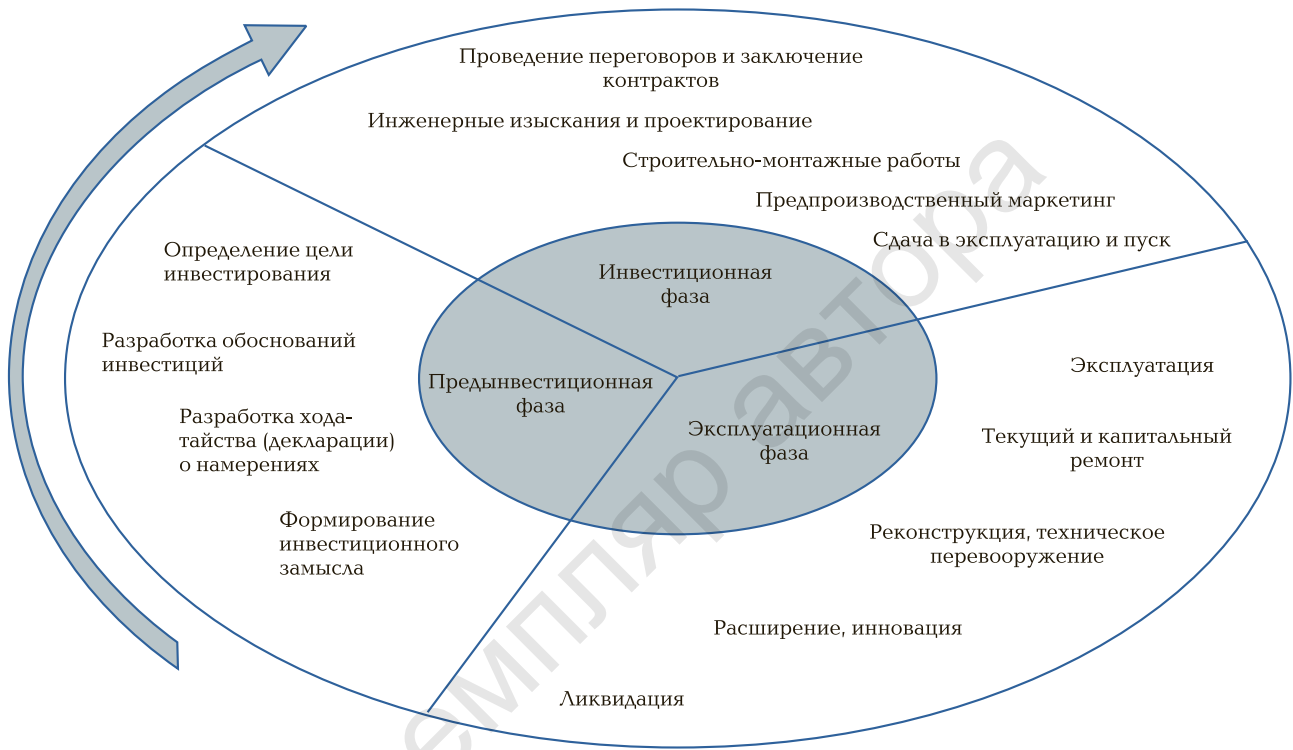 Проведение переговоров и заключение
контрактов
Инженерные изыскания и проектирование
Строительно-монтажные работы
Предпроизводственный маркетинг
Сдача в эксплуатацию и пуск
Определение цели
инвестирования
Разработка обоснований
инвестиций
Разработка хода-
тайства (декларации)
о намерениях
Формирование
инвестиционного
замысла
Инвестиционная
фаза
Предынвестиционная
фаза
Эксплуатационная
фаза
Эксплуатация
Текущий и капитальный
ремонт
Реконструкция, техническое
перевооружение
Расширение, инновация
Ликвидация
емпляр автора